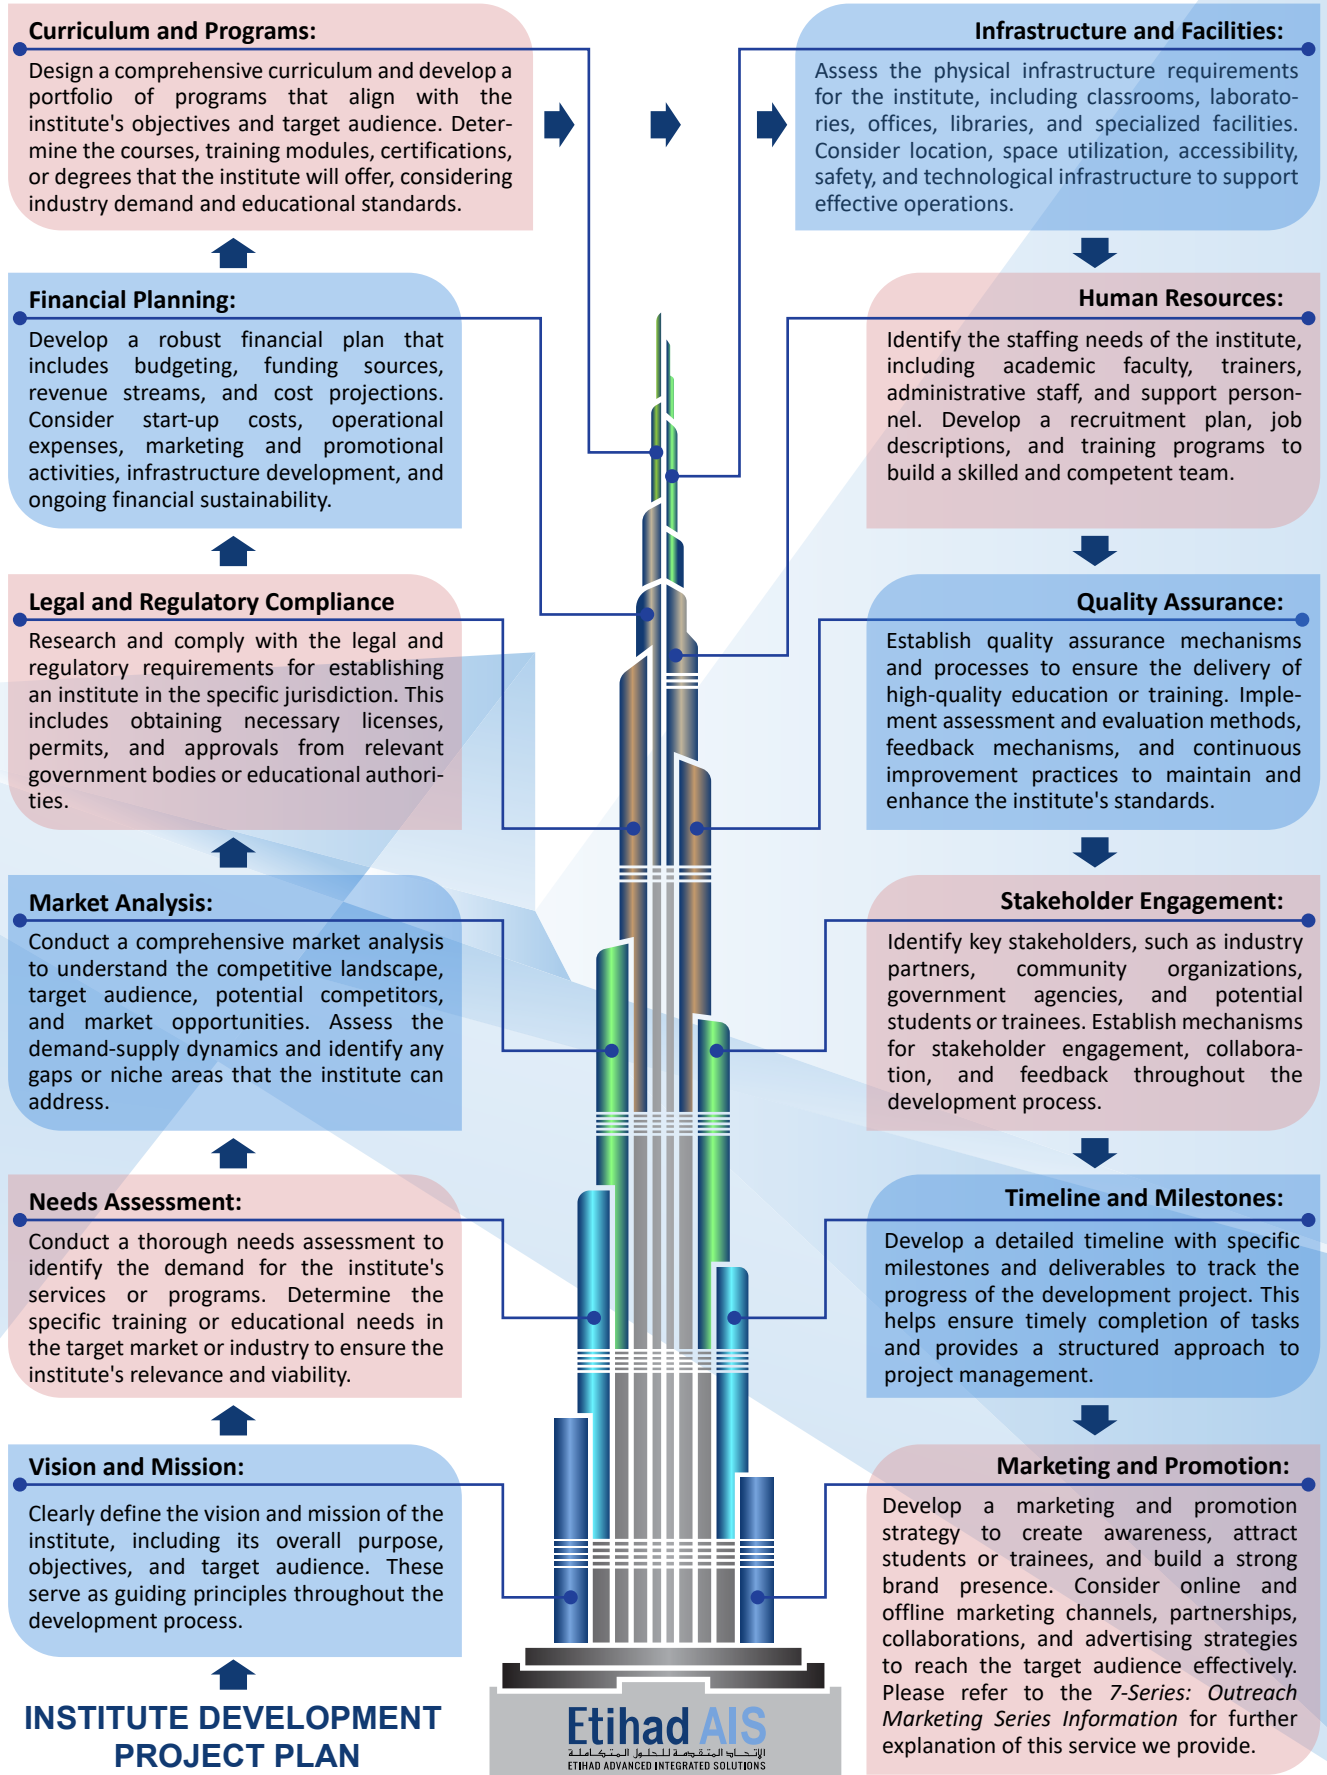 Curriculum and Programs:
Design a comprehensive curriculum and develop a
portfolio of programs that align with the
institute's objectives and target audience. Deter-
mine the courses, training modules, certifications,
or degrees that the institute will offer, considering
industry demand and educational standards.
Financial Planning:
Develop a robust financial plan that
includes budgeting, funding sources,
revenue streams, and cost projections.
Consider start-up costs, operational
expenses, marketing and promotional
activities, infrastructure development, and
ongoing financial sustainability.
Legal and Regulatory Compliance
Research and comply with the legal and
regulatory requirements for establishing
an institute in the specific jurisdiction. This
includes obtaining necessary licenses,
permits, and approvals from relevant
government bodies or educational authori-
ties.
Market Analysis:
Conduct a comprehensive market analysis
to understand the competitive landscape,
target audience, potential competitors,
and market opportunities. Assess the
demand-supply dynamics and identify any
gaps or niche areas that the institute can
address.
Needs Assessment:
Conduct a thorough needs assessment to
identify the demand for the institute's
services or programs. Determine the
specific training or educational needs in
the target market or industry to ensure the
institute's relevance and viability.
Vision and Mission:
Clearly define the vision and mission of the
institute, including its overall purpose,
objectives, and target audience. These
serve as guiding principles throughout the
development process.
INSTITUTE DEVELOPMENT
PROJECT PLAN
Infrastructure and Facilities:
Assess the physical infrastructure requirements
for the institute, including classrooms, laborato-
ries, offices, libraries, and specialized facilities.
Consider location, space utilization, accessibility,
safety, and technological infrastructure to support
effective operations.
Human Resources:
Identify the staffing needs of the institute,
including academic faculty, trainers,
administrative staff, and support person-
nel. Develop a recruitment plan, job
descriptions, and training programs to
build a skilled and competent team.
Quality Assurance:
Establish quality assurance mechanisms
and processes to ensure the delivery of
high-quality education or training. Imple-
ment assessment and evaluation methods,
feedback mechanisms, and continuous
improvement practices to maintain and
enhance the institute's standards.
Stakeholder Engagement:
Identify key stakeholders, such as industry
partners, community organizations,
government agencies, and potential
students or trainees. Establish mechanisms
for stakeholder engagement, collabora-
tion, and feedback throughout the
development process.
Timeline and Milestones:
Develop a detailed timeline with specific
milestones and deliverables to track the
progress of the development project. This
helps ensure timely completion of tasks
and provides a structured approach to
project management.
Marketing and Promotion:
Develop a marketing and promotion
strategy to create awareness, attract
students or trainees, and build a strong
brand presence. Consider online and
offline marketing channels, partnerships,
collaborations, and advertising strategies
to reach the target audience effectively.
Please refer to the 7-Series: Outreach
Marketing Series Information for further
explanation of this service we provide.
Etihad AIS
الإتحاد المتقدمة للحلول المتكاملة
ETIHAD ADVANCED INTEGRATED SOLUTIONS